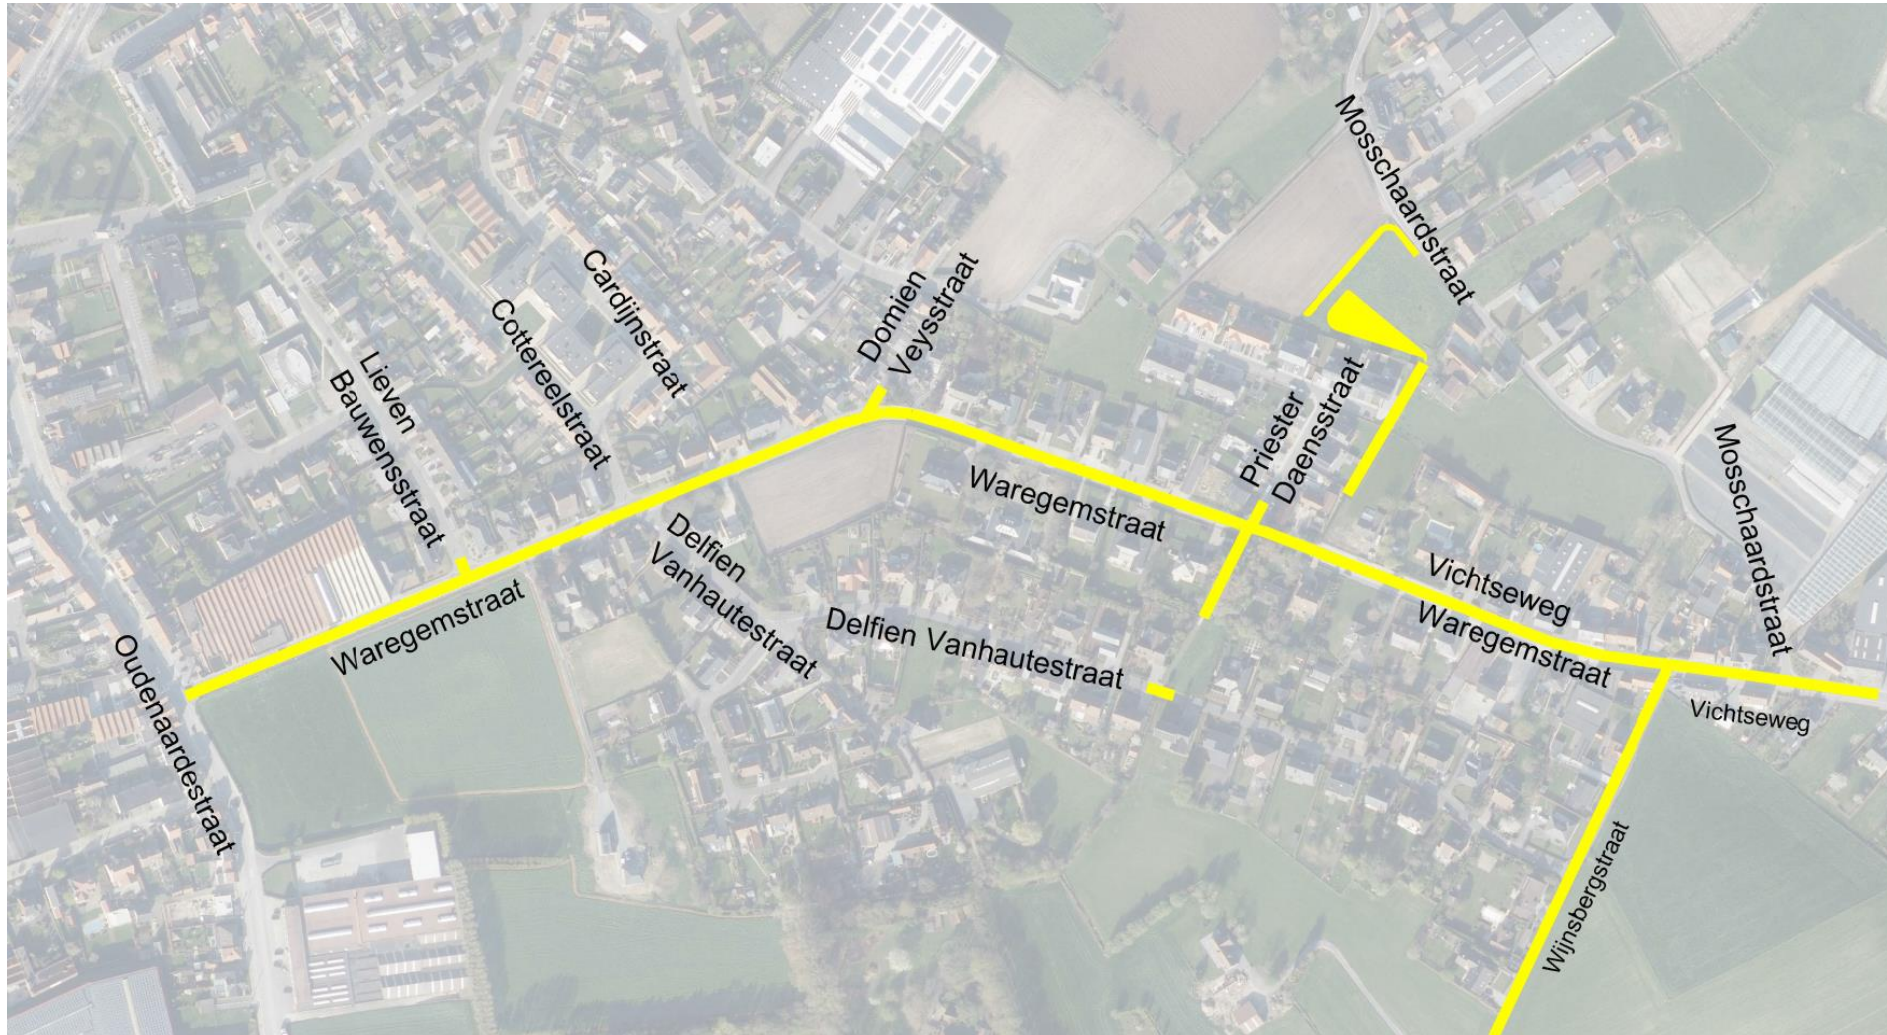 Mosschaardstraat
Domien
Veysstraat
Cardijnstraat
Cottereelstraat
Lieven
Bauwensstraat
Priester
Daensstraat
Mosschaardstraat
Waregemstraat
Delfien
Vanhautestraat
Vichtseweg
Waregemstraat
Waregemstraat
Delfien Vanhautestraat
Oudenaardestraat
Vichtseweg
Wijnsbergstraat